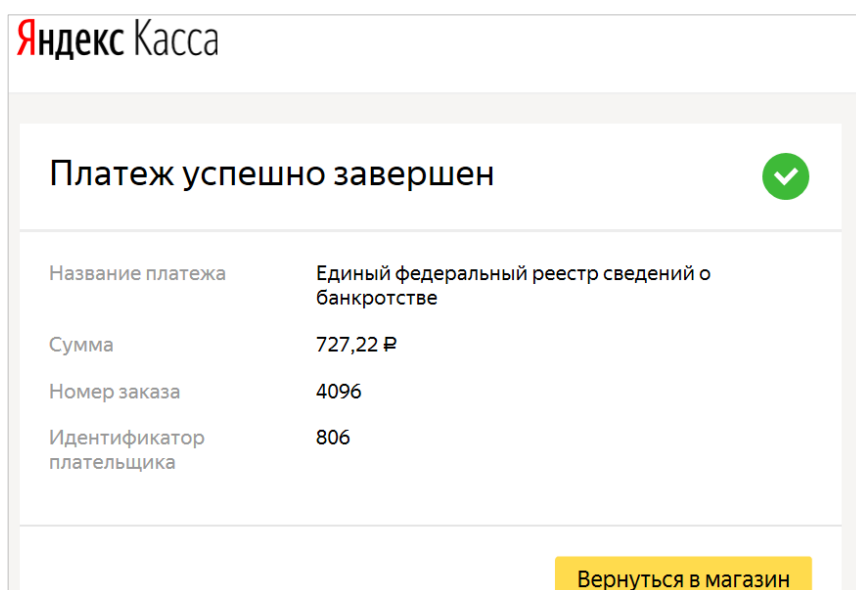 Яндекс Касса
Платеж успешно завершен
Название платежа
Единый федеральный реестр сведений о
банкротстве
Сумма
727,22 ₽
Номер заказа
4096
Идентификатор
плательщика
806
Вернуться в магазин